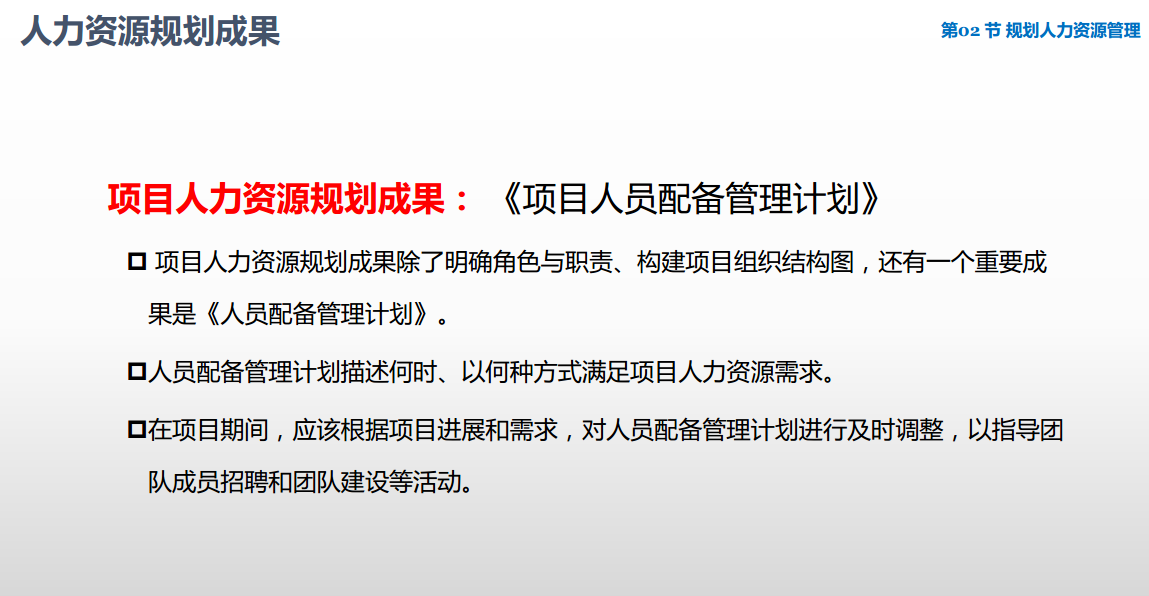 人力资源规划成果
第02 节 规划人力资源管理
项目人力资源规划成果：《项目人员配备管理计划》
项目人力资源规划成果除了明确角色与职责、构建项目组织结构图，还有一个重要成
果是《人员配备管理计划》。
人员配备管理计划描述何时、以何种方式满足项目人力资源需求。
在项目期间，应该根据项目进展和需求，对人员配备管理计划进行及时调整，以指导团
队成员招聘和团队建设等活动。